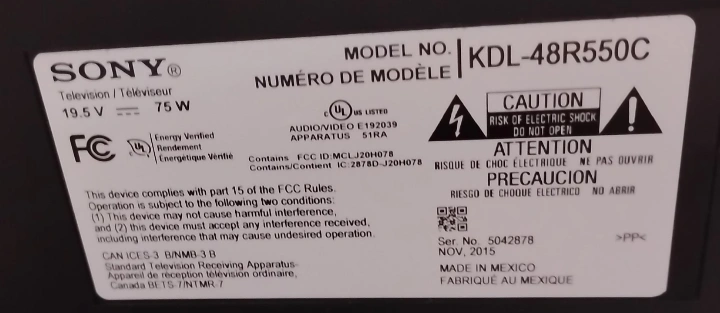 SONY®
MODEL NO.
NUMÉRO DE MODÈLE
KDL-48R550C
Television / Téléviseur
19.5 V 75 W
FC
UL
Energy Verified
Rendement
Énergétique Vérifié
c UL US LISTED
AUDIO/VIDEO E192039
APPARATUS 51RA
Contains FCC ID:MCLJ20H078
Contains/Contient IC:2878D-J20H078
CAUTION
RISK OF ELECTRIC SHOCK
DO NOT OPEN
ATTENTION
RISQUE DE CHOC ÉLECTRIQUE NE PAS OUVRIR
PRECAUCION
RIESGO DE CHOQUE ELECTRICO NO ABRIR
This device complies with part 15 of the FCC Rules.
Operation is subject to the following two conditions:
(1) This device may not cause harmful interference,
and (2) this device must accept any interference received,
including interference that may cause undesired operation.
CAN ICES-3 B/NMB-3 B
Standard Television Receiving Apparatus-
Appareil de réception télévision ordinaire,
Canada BETS-7/NTMR-7
Ser. No. 5042878
NOV, 2015
>PP<
MADE IN MEXICO
FABRIQUÉ AU MEXIQUE